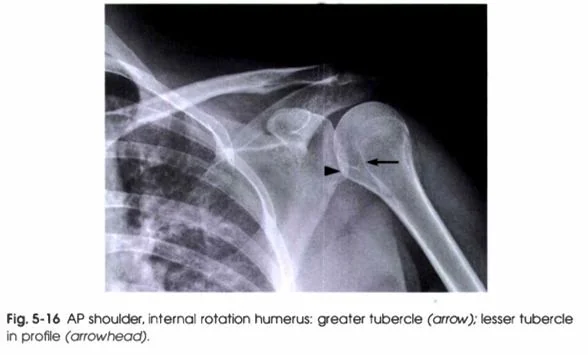 Fig. 5-16 AP shoulder, internal rotation humerus: greater tubercle (arrow); lesser tubercle
in profile (arrowhead).